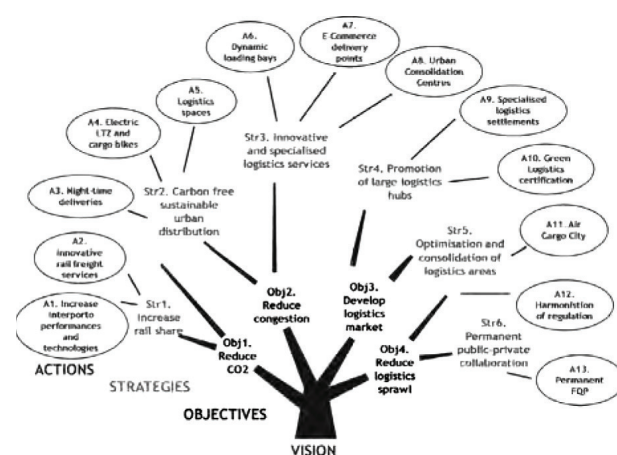 A6.
Dynamic
loading bays
A7.
E-Commerce
delivery
points
A8. Urban
Consolidation
Centres
A5.
Logistics
spaces
A9. Specialised
logistics
settlements
A4. Electric
LTZ and
cargo bikes
Str3. Innovative
and specialised
logistics services
Str4. Promotion
of large logistics
hubs
A10. Green
Logistics
certification
A3. Night-time
deliveries
Str2. Carbon free
sustainable
urban
distribution
A11. Air
Cargo City
Str5.
Optimisation and
consolidation of
logistics areas
A2.
innovative
rail freight
services
Obj2.
Reduce
congestion
Obj3.
Develop
logistics
market
A12.
Harmonistion
of regulation
A1. Increase
Interporto
performances
and
technologies
Str1.
Increase
rail share
Obj1.
Reduce
CO2
Obj4.
Reduce
logistics
sprawl
Str6.
Permanent
public-private
collaboration
A13.
Permanent
FQP
ACTIONS
STRATEGIES
OBJECTIVES
VISION